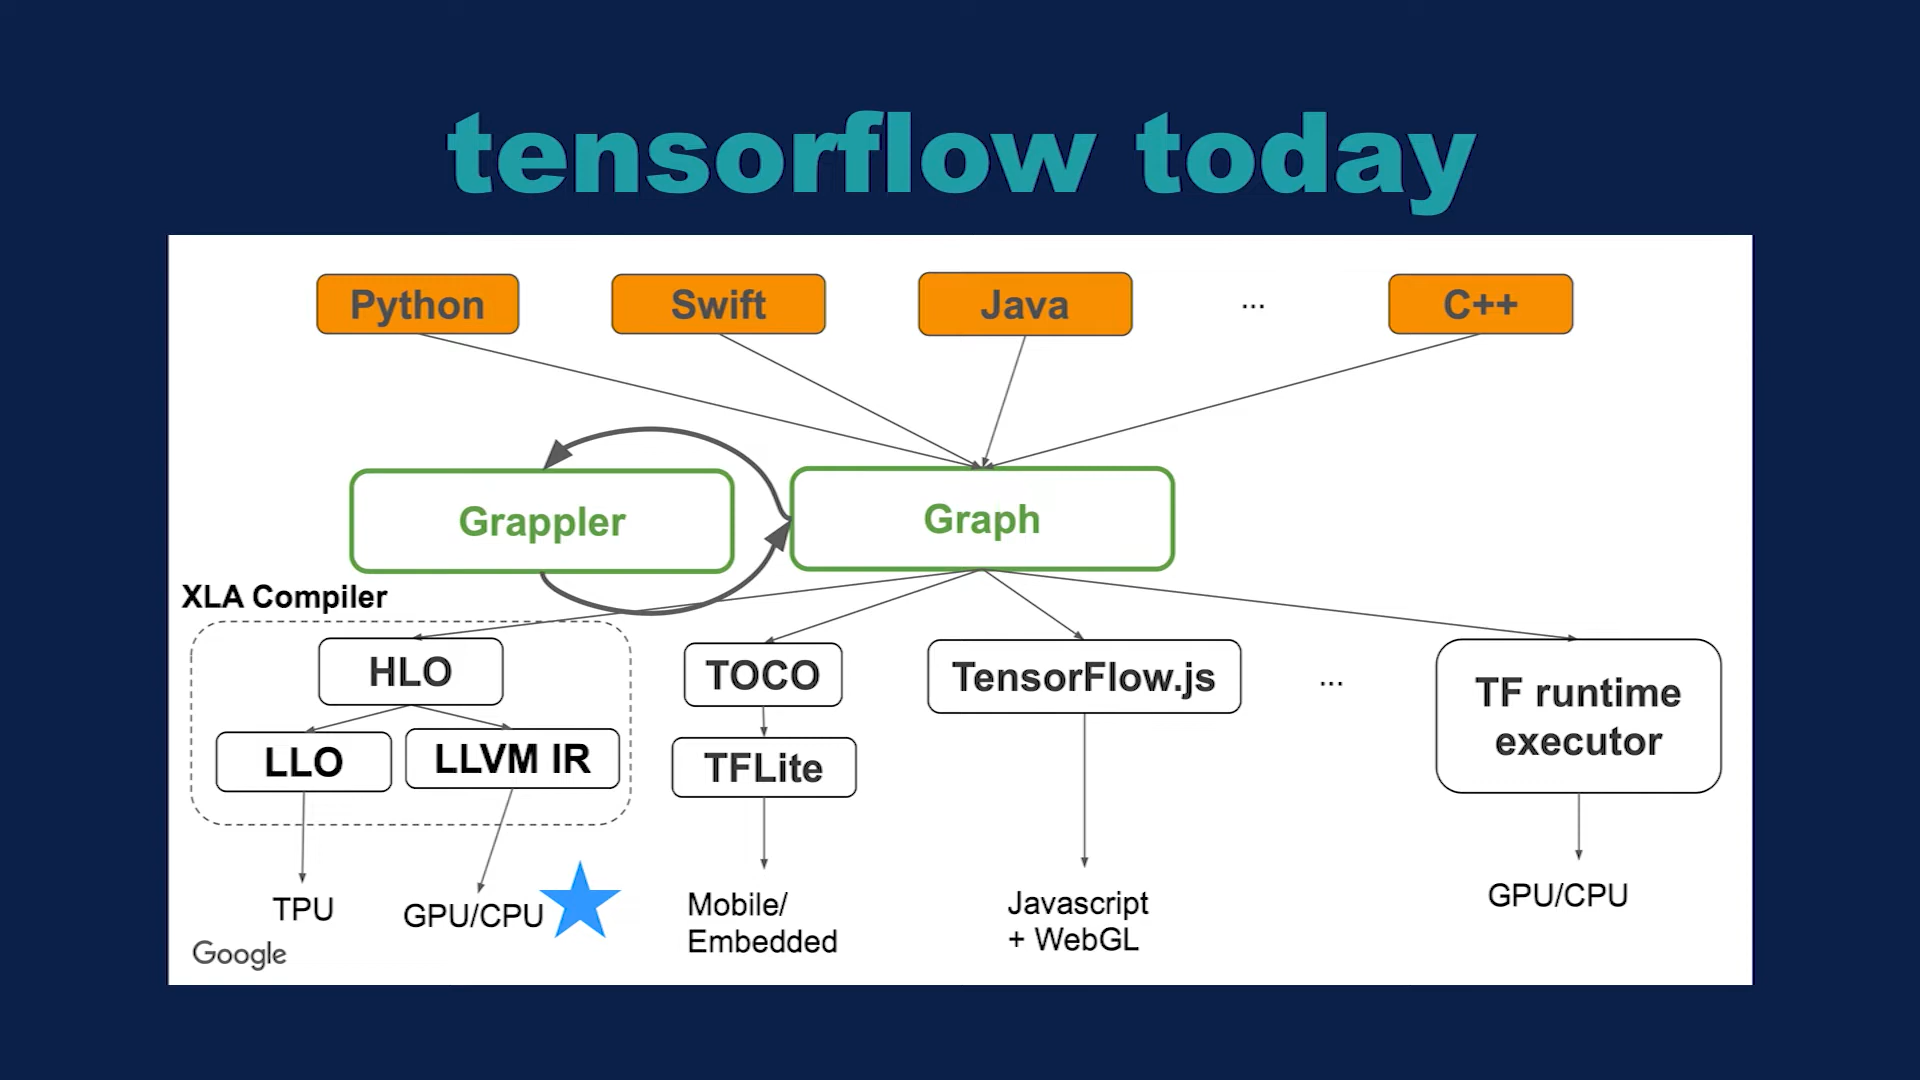 tensorflow today
Python
Swift
Java
...
C++
Grappler
Graph
XLA Compiler
HLO
LLO
LLVM IR
TOCO
TFLite
TensorFlow.js
...
TF runtime
executor
TPU
GPU/CPU
Mobile/
Embedded
Javascript
+ WebGL
GPU/CPU
Google